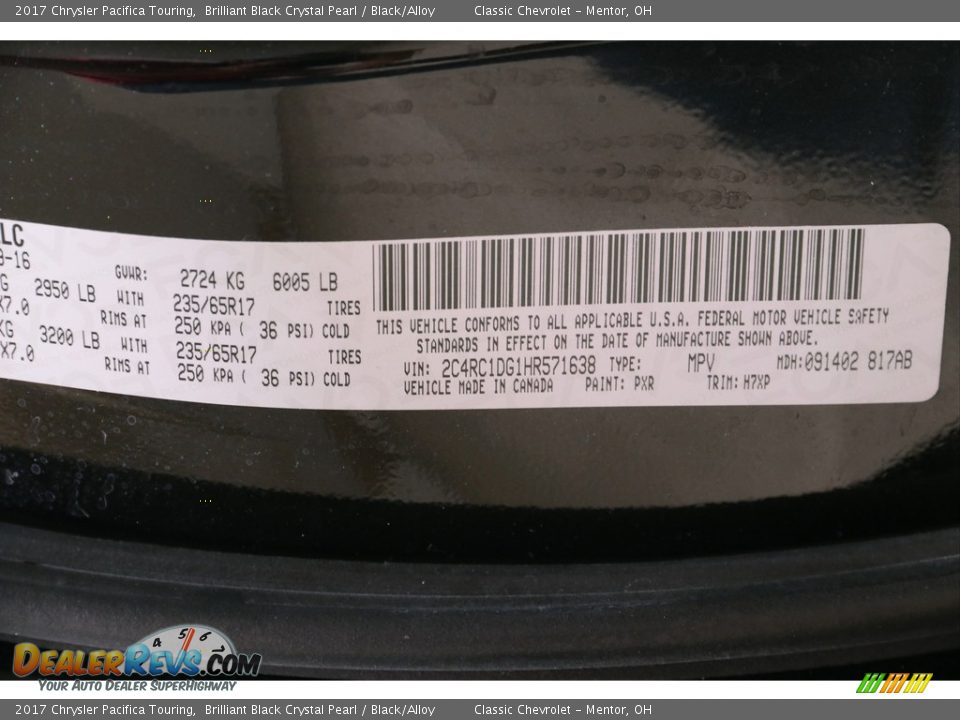 2017 Chrysler Pacifica Touring, Brilliant Black Crystal Pearl / Black/Alloy Classic Chevrolet – Mentor, OH
LC
-16
GVWR: 2724 KG 6005 LB
G 2950 LB WITH 235/65R17 TIRES
X7.0 RIMS AT 250 KPA ( 36 PSI) COLD
KG 3200 LB WITH 235/65R17 TIRES
X7.0 RIMS AT 250 KPA ( 36 PSI) COLD
THIS VEHICLE CONFORMS TO ALL APPLICABLE U.S.A. FEDERAL MOTOR VEHICLE SAFETY
STANDARDS IN EFFECT ON THE DATE OF MANUFACTURE SHOWN ABOVE.
VIN: 2C4RC1DG1HR571638 TYPE: MPV MDH:091402 817AB
VEHICLE MADE IN CANADA PAINT: PXR TRIM: H7XP
4 5 6
DealerRevs.com
Your Auto Dealer SuperHighway
2017 Chrysler Pacifica Touring, Brilliant Black Crystal Pearl / Black/Alloy Classic Chevrolet – Mentor, OH